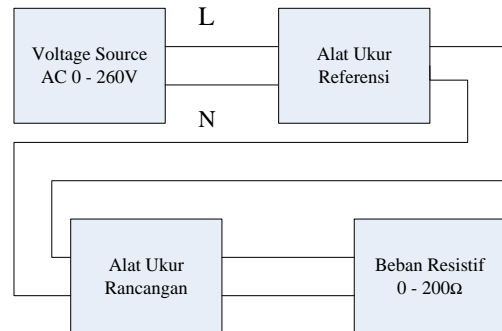 L
Voltage Source
AC 0 - 260V
Alat Ukur
Referensi
N
Alat Ukur
Rancangan
Beban Resistif
0 - 200Ω